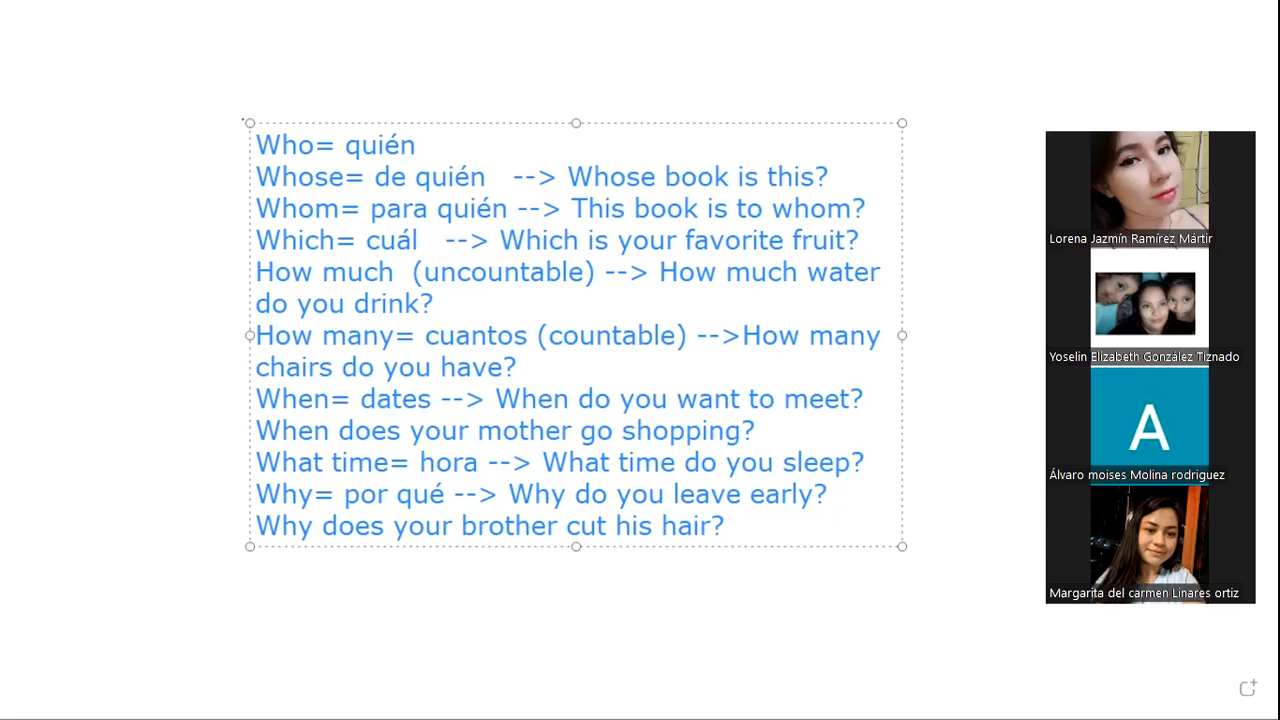 Who= quién
Whose= de quién --> Whose book is this?
Whom= para quién --> This book is to whom?
Which= cuál --> Which is your favorite fruit?
How much (uncountable) --> How much water
do you drink?
How many= cuantos (countable) -->How many
chairs do you have?
When= dates --> When do you want to meet?
When does your mother go shopping?
What time= hora --> What time do you sleep?
Why= por qué --> Why do you leave early?
Why does your brother cut his hair?
Lorena Jazmín Ramírez Mártir
Yoselin Elizabeth González Tiznado
A
Álvaro moises Molina rodriguez
Margarita del carmen Linares ortiz